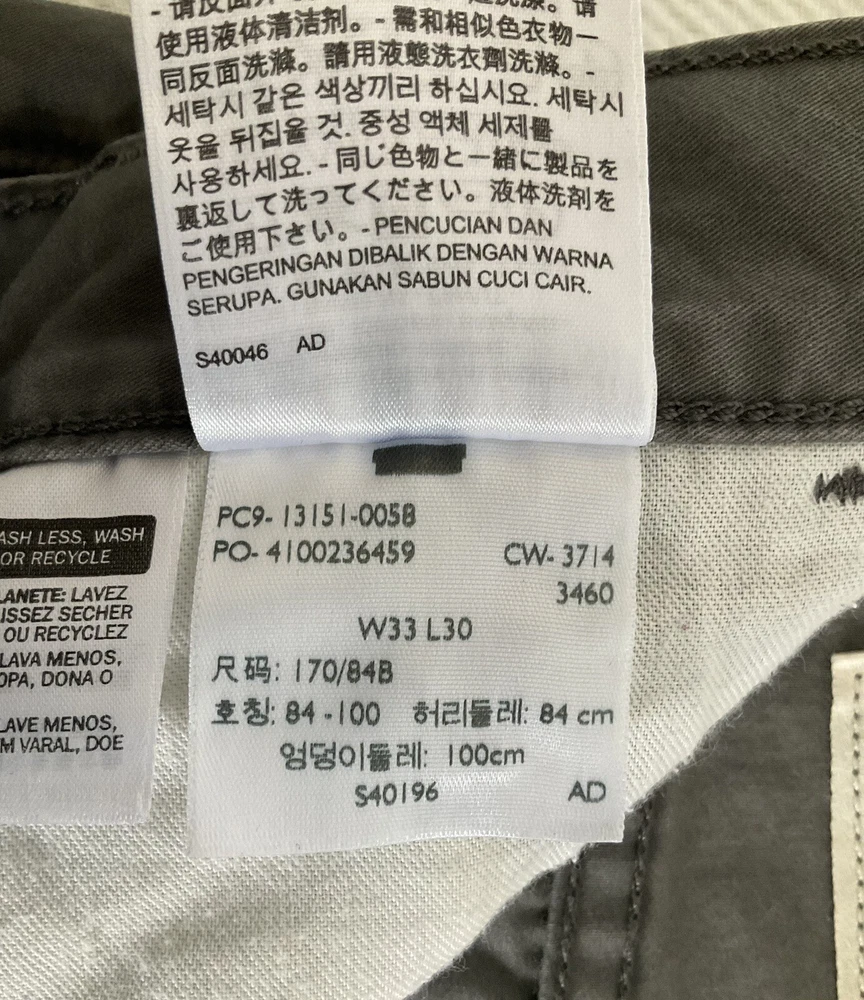 使用液体清洁剂。- 需和相似色衣物一
同反面洗滌。請用液態洗衣劑洗滌。-
세탁시 같은 색상끼리 하십시요. 세탁시
옷을 뒤집을 것. 중성 액체 세제를
사용하세요. - 同じ色物と一緒に製品を
裏返して洗ってください。液体洗剤を
ご使用下さい。- PENCUCIAN DAN
PENGERINGAN DIBALIK DENGAN WARNA
SERUPA. GUNAKAN SABUN CUCI CAIR.
S40046 AD
PC9- 13151-0058
PO- 4100236459 CW- 3714
3460
W33 L30
尺码: 170/84B
호칭: 84 -100 허리둘레: 84 cm
엉덩이둘레: 100cm
S40196 AD
ASH LESS, WASH
OR RECYCLE
LANETE: LAVEZ
ISSEZ SECHER
OU RECYCLEZ
LAVA MENOS,
OPA, DONA O
LAVE MENOS,
M VARAL, DOE